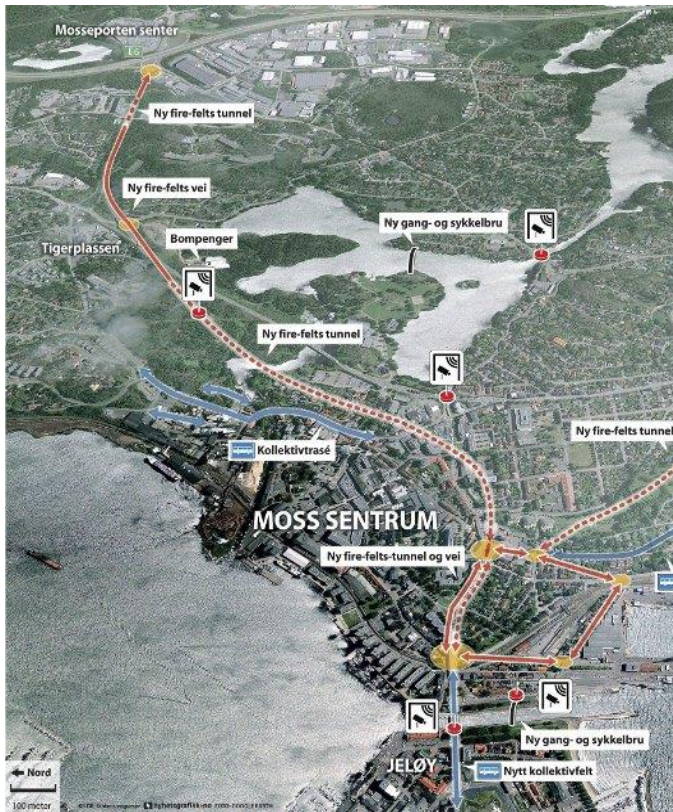 Mosseporten senter
E6
Ny fire-felts tunnel
Ny fire-felts vei
Tigerplassen
Bompenger
Ny gang- og sykkelbru
Ny fire-felts tunnel
Kollektivtrasé
Ny fire-felts tunnel
MOSS SENTRUM
Ny fire-felts-tunnel og vei
Ny gang- og sykkelbru
JELØY
Nord
Nytt kollektivfelt
100 meter
nyhetsgrafikk.no